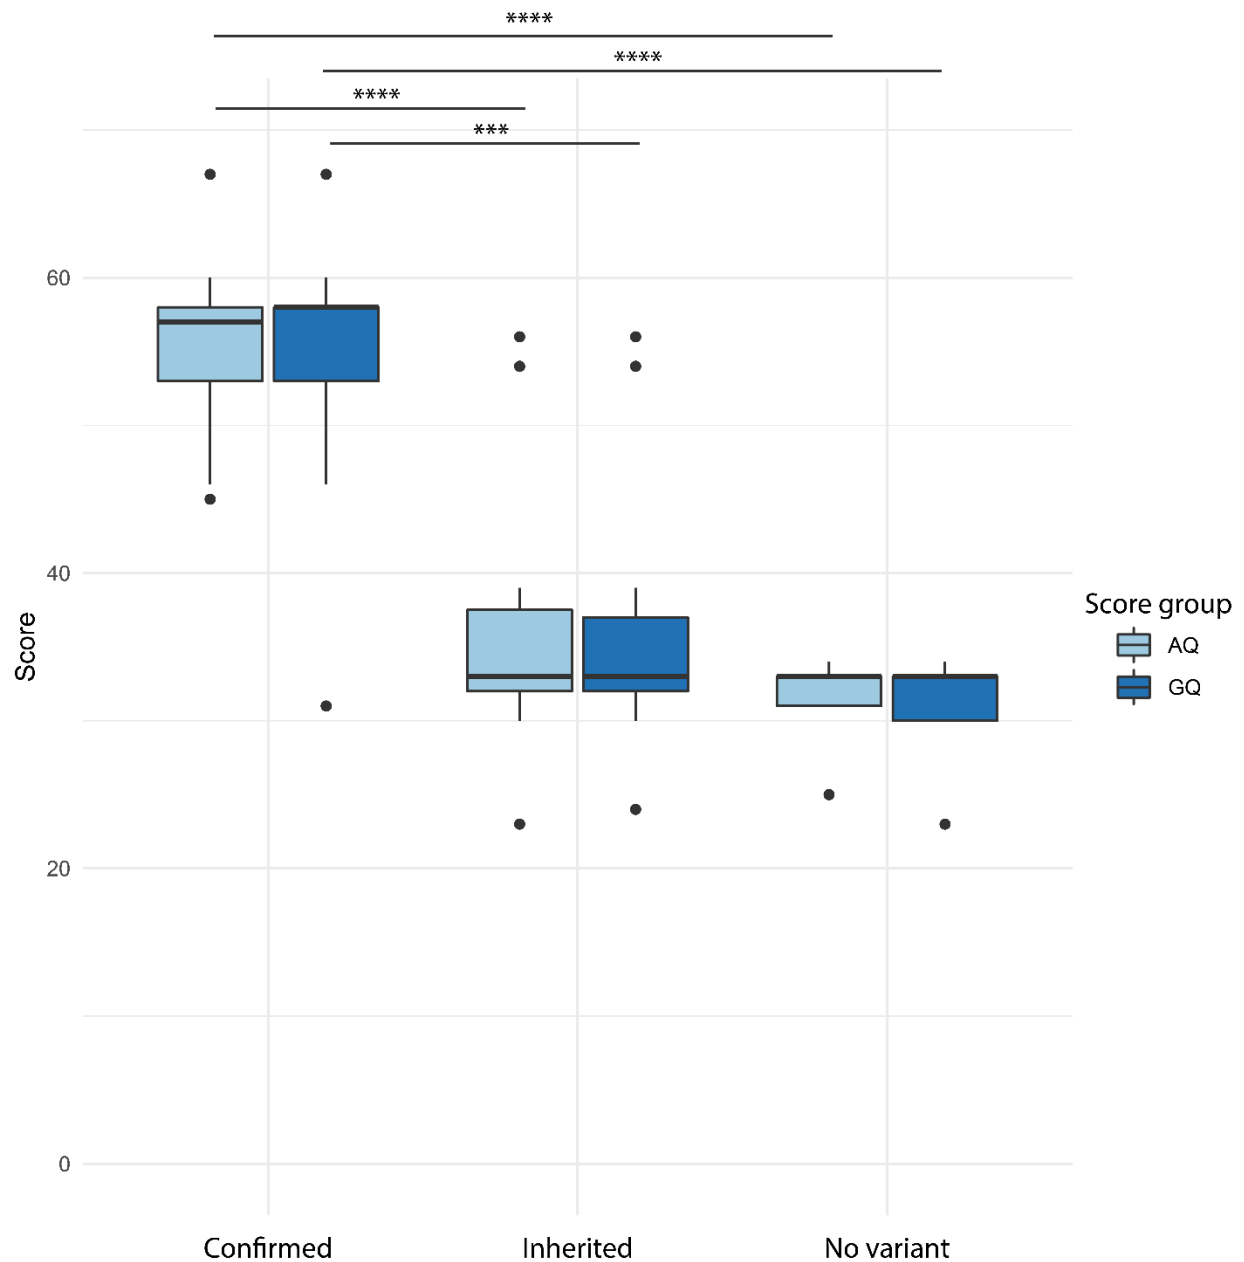 ****
****
****
***
60
40
20
0
Score
Confirmed
Inherited
No variant
Score group
AQ
GQ